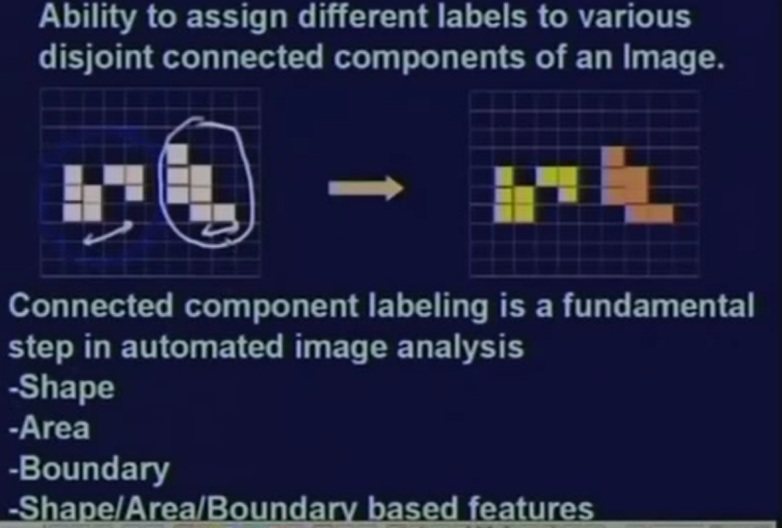 Ability to assign different labels to various
disjoint connected components of an Image.
Connected component labeling is a fundamental
step in automated image analysis
-Shape
-Area
-Boundary
-Shape/Area/Boundary based features